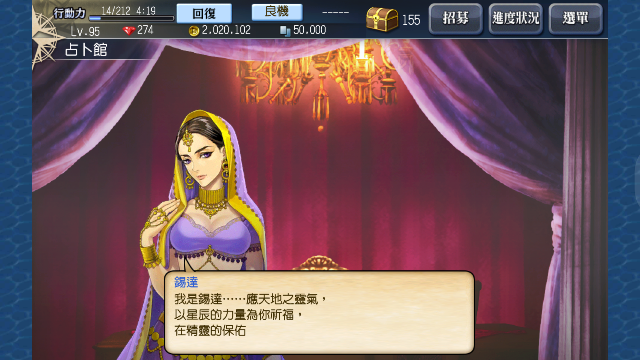 行動力 14/212 4:19 回復 良機 ----- 155 招募 進度狀況 選單
Lv.95 274 2.020.102 50.000
占卜館
錫達
我是錫達……應天地之靈氣，
以星辰的力量為你祈福，
在精靈的保佑